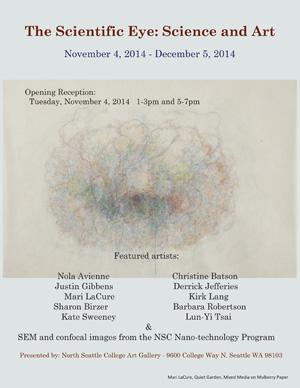 The Scientific Eye: Science and Art
November 4, 2014 - December 5, 2014
Opening Reception:
Tuesday, November 4, 2014 1-3pm and 5-7pm
Featured artists:
Nola Avienne
Justin Gibbens
Mari LaCure
Sharon Birzer
Kate Sweeney
Christine Batson
Derrick Jefferies
Kirk Lang
Barbara Robertson
Lun-Yi Tsai
&
SEM and confocal images from the NSC Nano-technology Program
Presented by: North Seattle College Art Gallery - 9600 College Way N. Seattle WA 98103
Mari LaCure, Quiet Garden, Mixed Media on Mulberry Paper